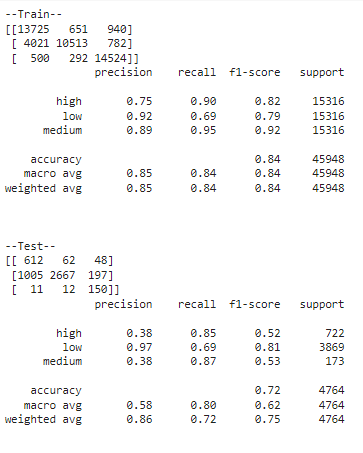 --Train--
[[13725 651 940]
[ 4021 10513 782]
[ 500 292 14524]]
precision recall f1-score support
high 0.75 0.90 0.82 15316
low 0.92 0.69 0.79 15316
medium 0.89 0.95 0.92 15316
accuracy 0.84 45948
macro avg 0.85 0.84 0.84 45948
weighted avg 0.85 0.84 0.84 45948
--Test--
[[ 612 62 48]
[1005 2667 197]
[ 11 12 150]]
precision recall f1-score support
high 0.38 0.85 0.52 722
low 0.97 0.69 0.81 3869
medium 0.38 0.87 0.53 173
accuracy 0.72 4764
macro avg 0.58 0.80 0.62 4764
weighted avg 0.86 0.72 0.75 4764